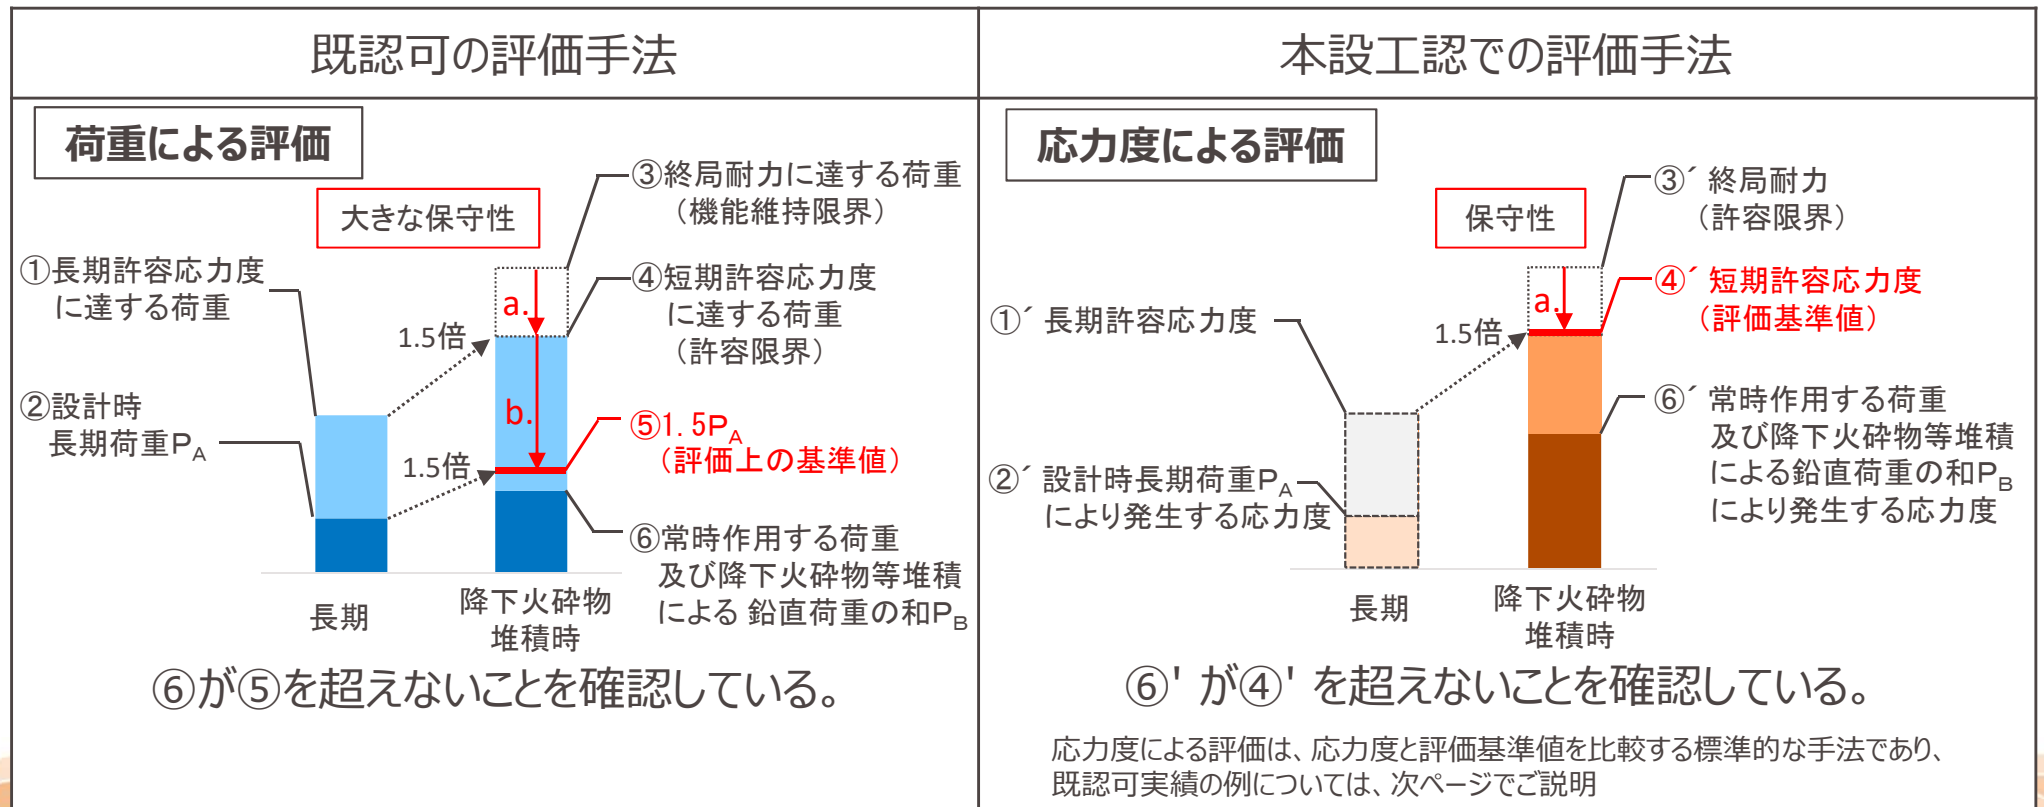 既認可の評価手法
荷重による評価
大きな保守性
③終局耐力に達する荷重
（機能維持限界）
①長期許容応力度
に達する荷重
④短期許容応力度
に達する荷重
（許容限界）
a.
1.5倍
②設計時
長期荷重PA
b.
⑤1.5PA
（評価上の基準値）
1.5倍
⑥常時作用する荷重
及び降下火砕物等堆積
による 鉛直荷重の和PB
長期
降下火砕物
堆積時
⑥が⑤を超えないことを確認している。
本設工認での評価手法
応力度による評価
保守性
③´ 終局耐力
（許容限界）
④´ 短期許容応力度
（評価基準値）
a.
①´ 長期許容応力度
1.5倍
②´ 設計時長期荷重PA
により発生する応力度
⑥´ 常時作用する荷重
及び降下火砕物等堆積
による鉛直荷重の和PB
により発生する応力度
長期
降下火砕物
堆積時
⑥' が④' を超えないことを確認している。
応力度による評価は、応力度と評価基準値を比較する標準的な手法であり、
既認可実績の例については、次ページでご説明